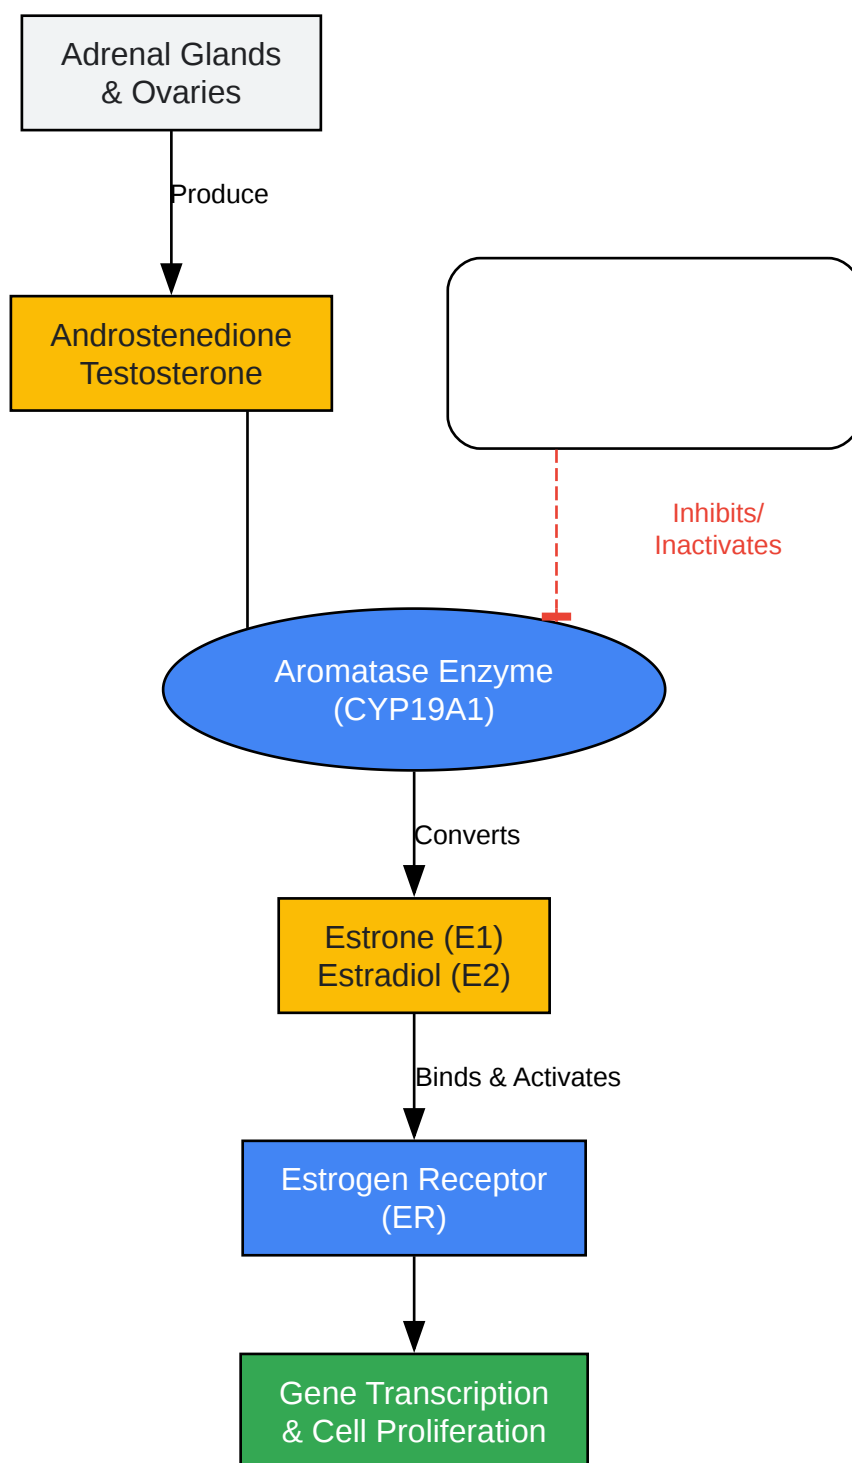 Adrenal Glands
& Ovaries
Produce
Androstenedione
Testosterone
Inhibits/
Inactivates
Aromatase Enzyme
(CYP19A1)
Converts
Estrone (E1)
Estradiol (E2)
Binds & Activates
Estrogen Receptor
(ER)
Gene Transcription
& Cell Proliferation